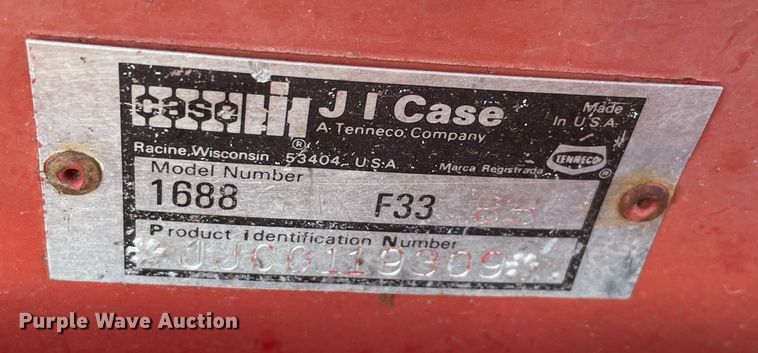 case IH
J I Case
A Tenneco Company
Made
In U.S.A.
Racine, Wisconsin 53404 U.S.A
Marca Registrada
TENNECO
®
®
Model Number
1688 F33
Product Identification Number
*JJC0119309*
Purple Wave Auction